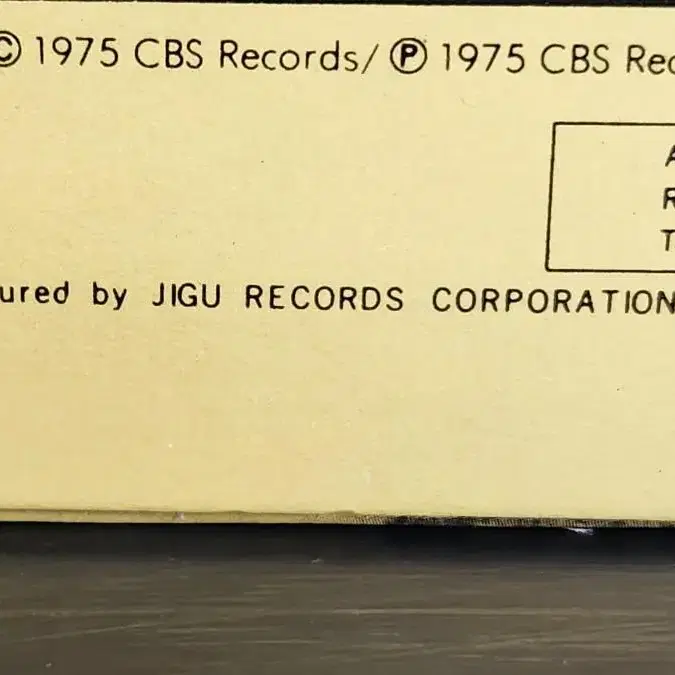 © 1975 CBS Records/ ℗ 1975 CBS Rec
A
R
T
ured by JIGU RECORDS CORPORATION